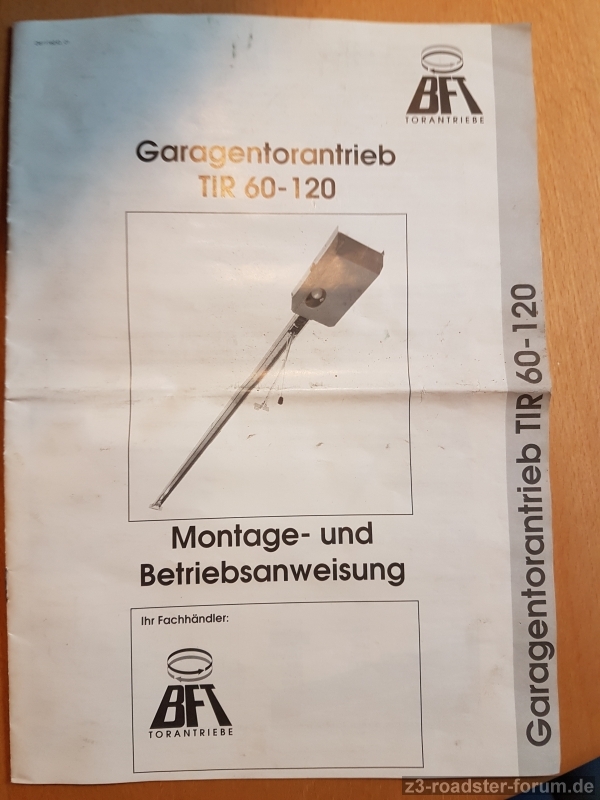 BFT
TORANTRIEBE
Garagentorantrieb
TIR 60-120
Montage- und
Betriebsanweisung
Ihr Fachhändler:
BFT
TORANTRIEBE
Garagentorantrieb TIR 60-120
z3-roadster-forum.de